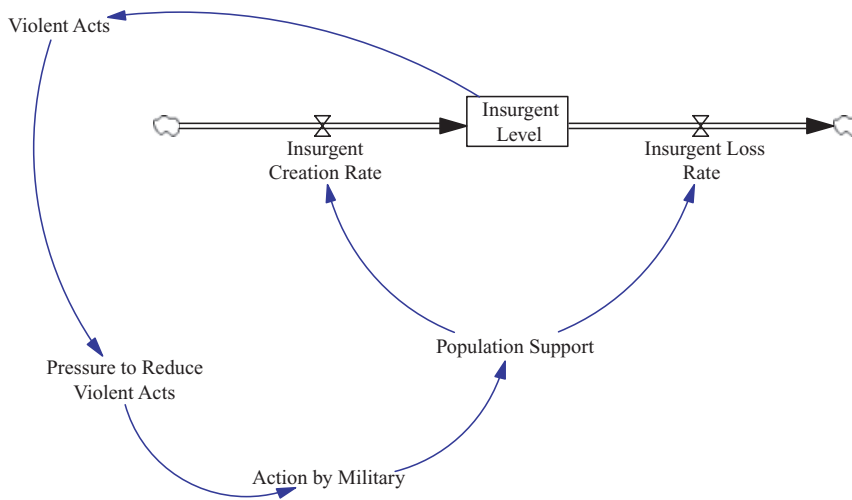 Violent Acts
Insurgent
Level
Insurgent
Creation Rate
Insurgent Loss
Rate
Population Support
Pressure to Reduce
Violent Acts
Action by Military